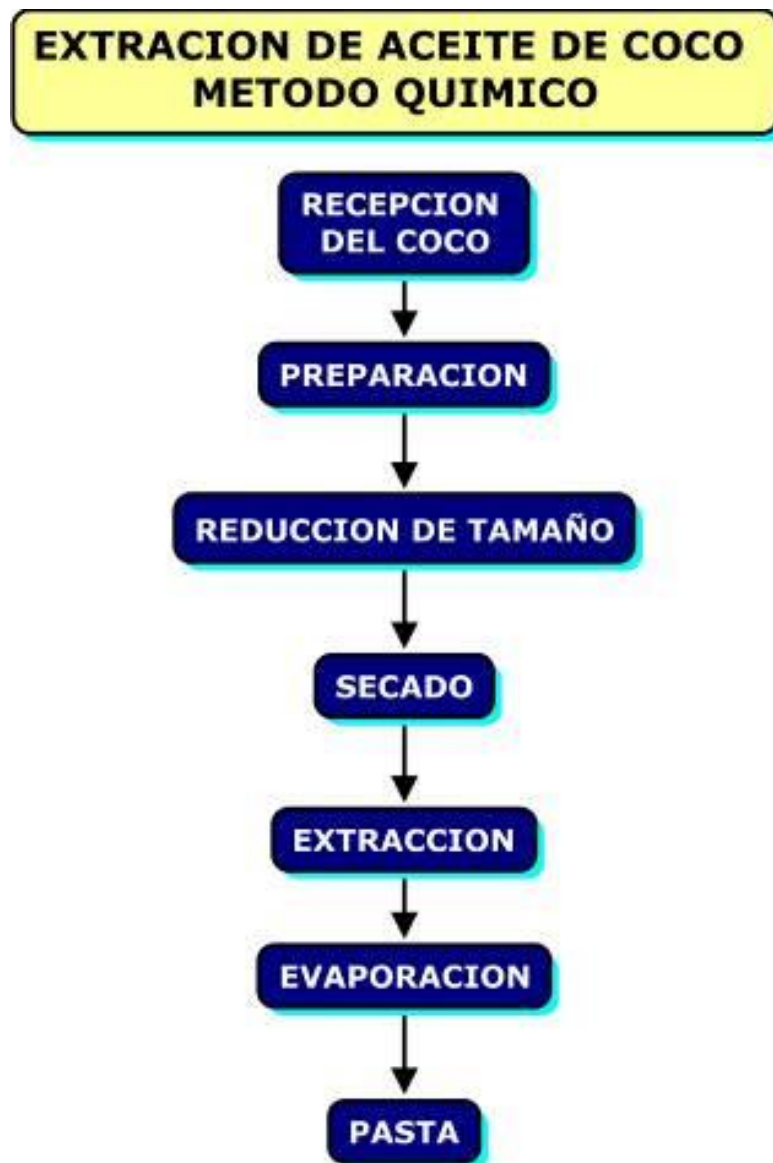 EXTRACION DE ACEITE DE COCO
METODO QUIMICO
RECEPCION
DEL COCO
PREPARACION
REDUCCION DE TAMAÑO
SECADO
EXTRACCION
EVAPORACION
PASTA